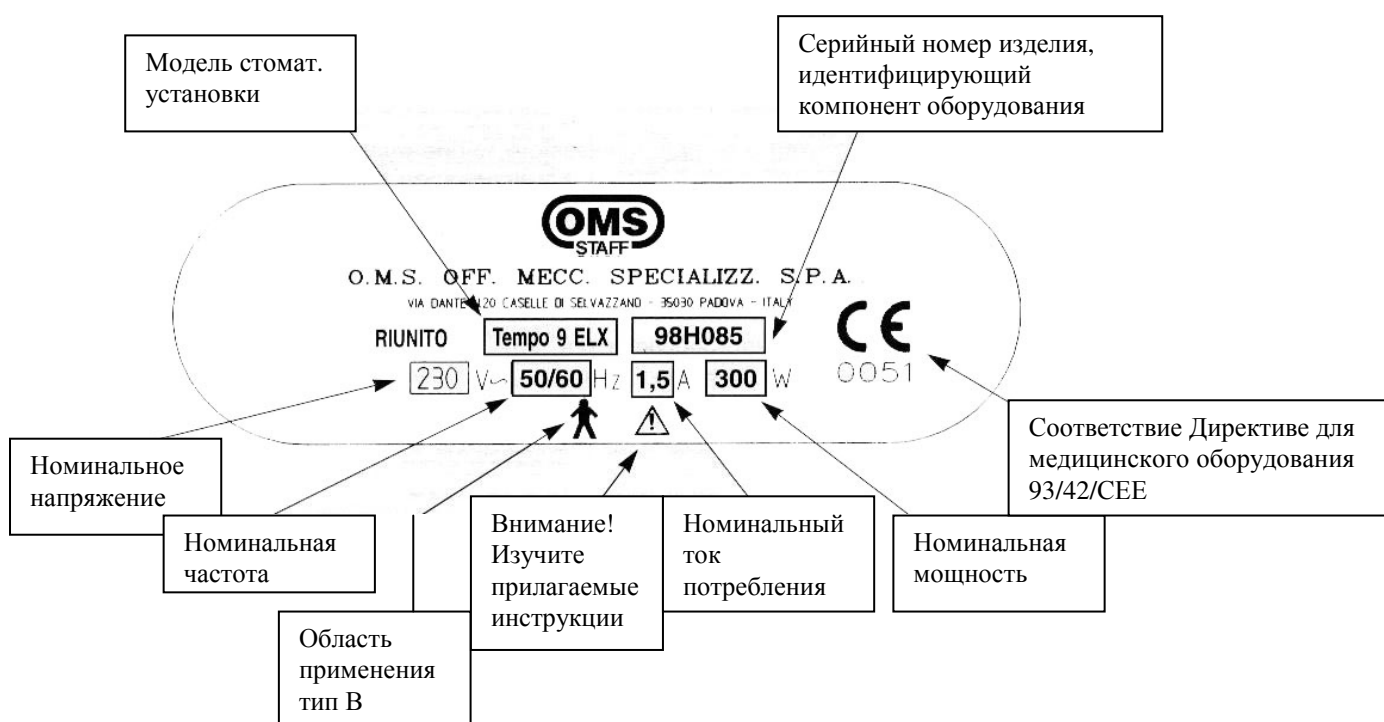 Модель стомат.
установки
Серийный номер изделия,
идентифицирующий
компонент оборудования
OMS
STAFF
O.M.S. OFF. MECC. SPECIALIZZ. S.P.A.
VIA DANTE 120 CASELLE DI SELVAZZANO - 35030 PADOVA - ITALY
RIUNITO Tempo 9 ELX 98H085 CE
230 V~ 50/60 Hz 1,5 A 300 W 0051
Номинальное
напряжение
Номинальная
частота
Область
применения
тип В
Внимание!
Изучите
прилагаемые
инструкции
Номинальный
ток
потребления
Номинальная
мощность
Соответствие Директиве для
медицинского оборудования
93/42/CEE